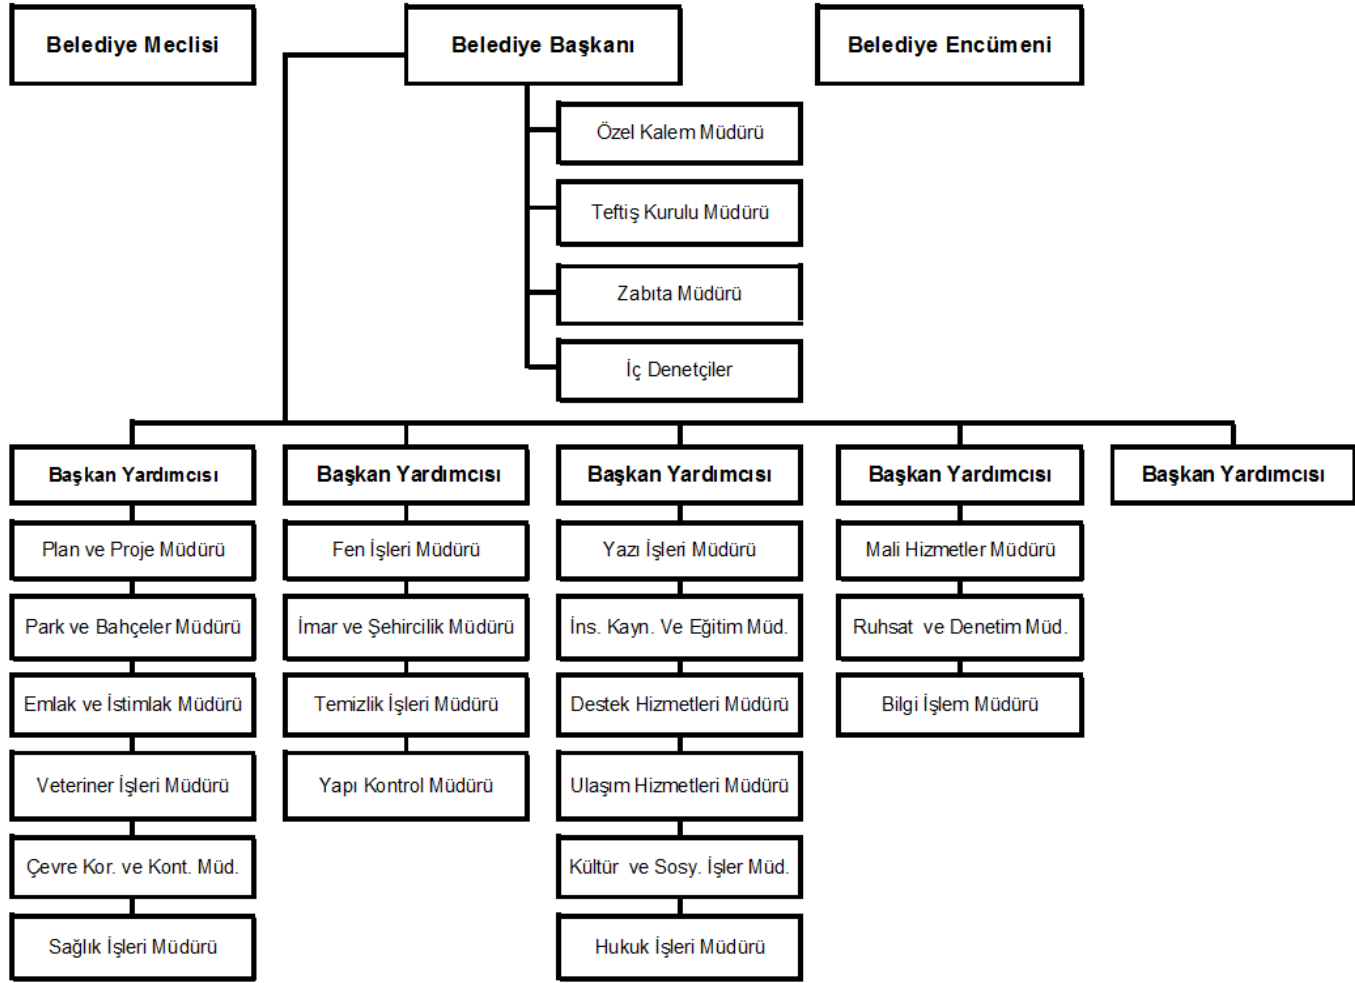 Belediye Meclisi
Belediye Başkanı
Belediye Encümeni
Özel Kalem Müdürü
Teftiş Kurulu Müdürü
Zabıta Müdürü
İç Denetçiler
Başkan Yardımcısı
Başkan Yardımcısı
Başkan Yardımcısı
Başkan Yardımcısı
Başkan Yardımcısı
Plan ve Proje Müdürü
Fen İşleri Müdürü
Yazı İşleri Müdürü
Mali Hizmetler Müdürü
Park ve Bahçeler Müdürü
İmar ve Şehircilik Müdürü
İns. Kayn. Ve Eğitim Müd.
Ruhsat ve Denetim Müd.
Emlak ve İstimlak Müdürü
Temizlik İşleri Müdürü
Destek Hizmetleri Müdürü
Bilgi İşlem Müdürü
Veteriner İşleri Müdürü
Yapı Kontrol Müdürü
Ulaşım Hizmetleri Müdürü
Çevre Kor. ve Kont. Müd.
Kültür ve Sosy. İşler Müd.
Sağlık İşleri Müdürü
Hukuk İşleri Müdürü